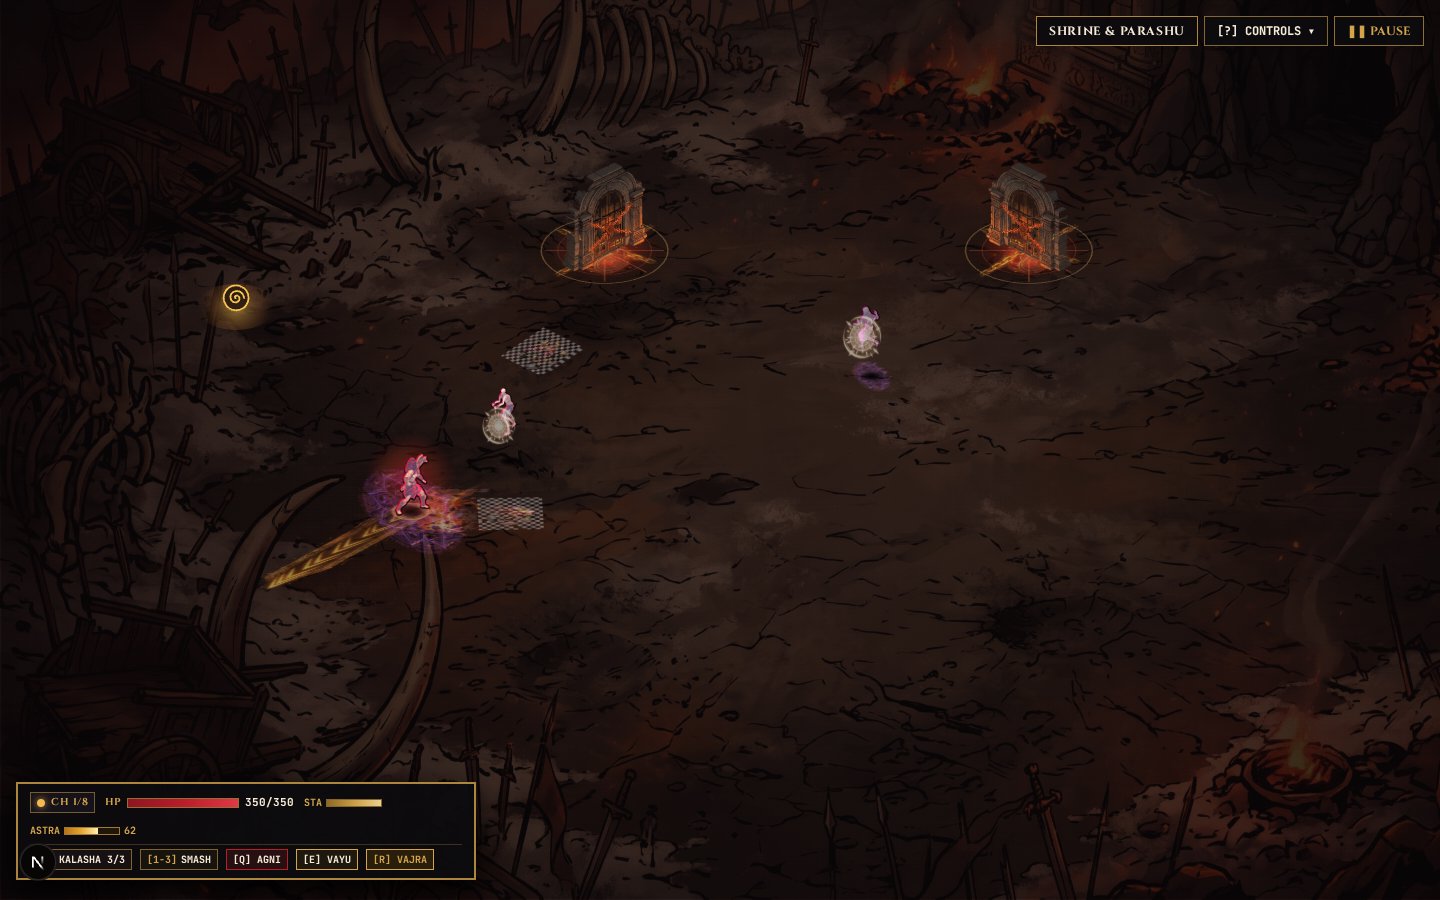 SHRINE & PARASHU
[?] CONTROLS ▾
❚❚ PAUSE
CH 1/8 HP 350/350 STA
ASTRA 62
N KALASHA 3/3 [1-3] SMASH [Q] AGNI [E] VAYU [R] VAJRA